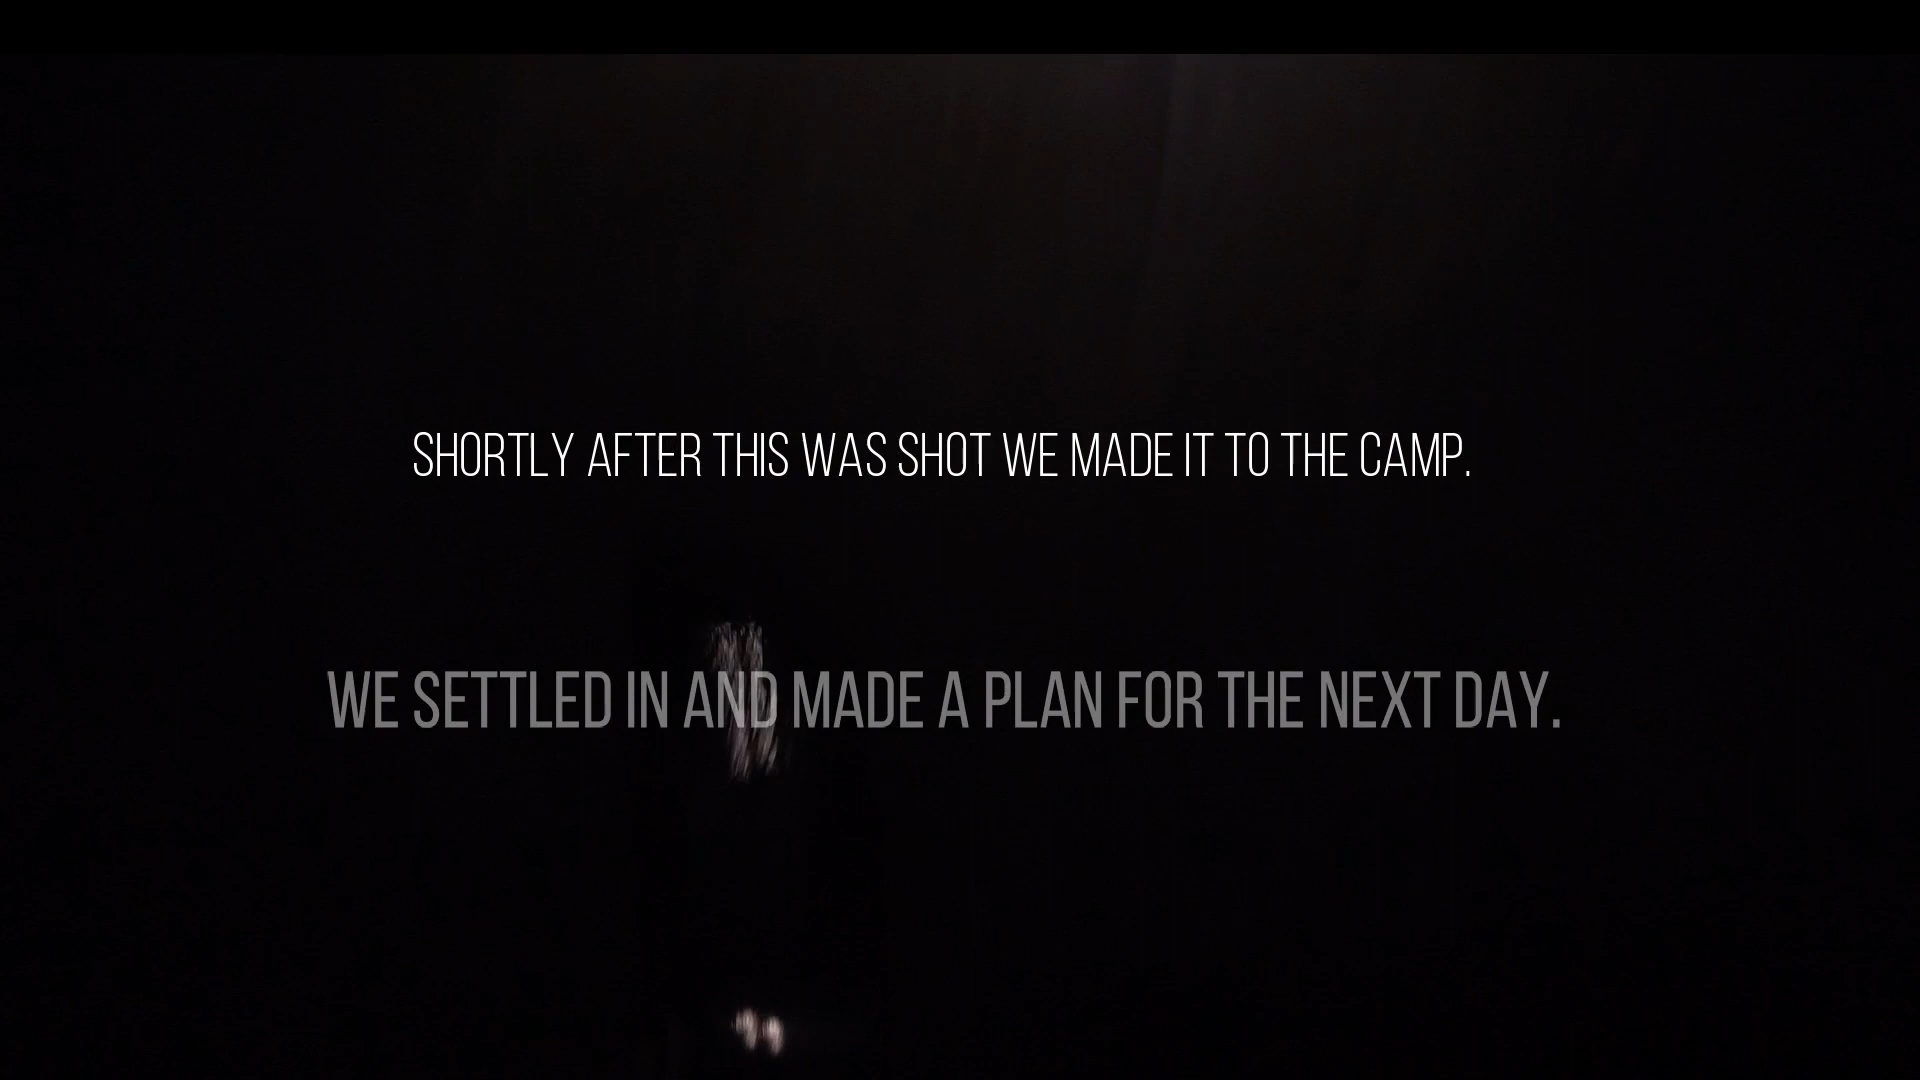 SHORTLY AFTER THIS WAS SHOT WE MADE IT TO THE CAMP.
WE SETTLED IN AND MADE A PLAN FOR THE NEXT DAY.